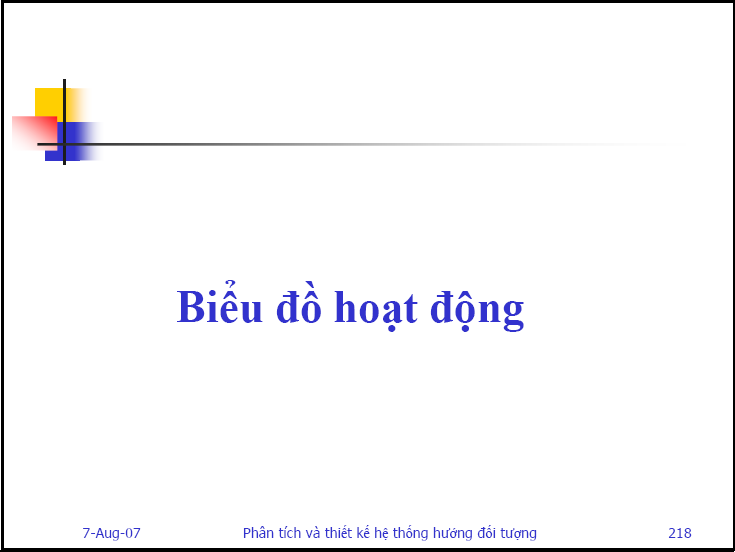 Biểu đồ hoạt động
7-Aug-07 Phân tích và thiết kế hệ thống hướng đối tượng 218